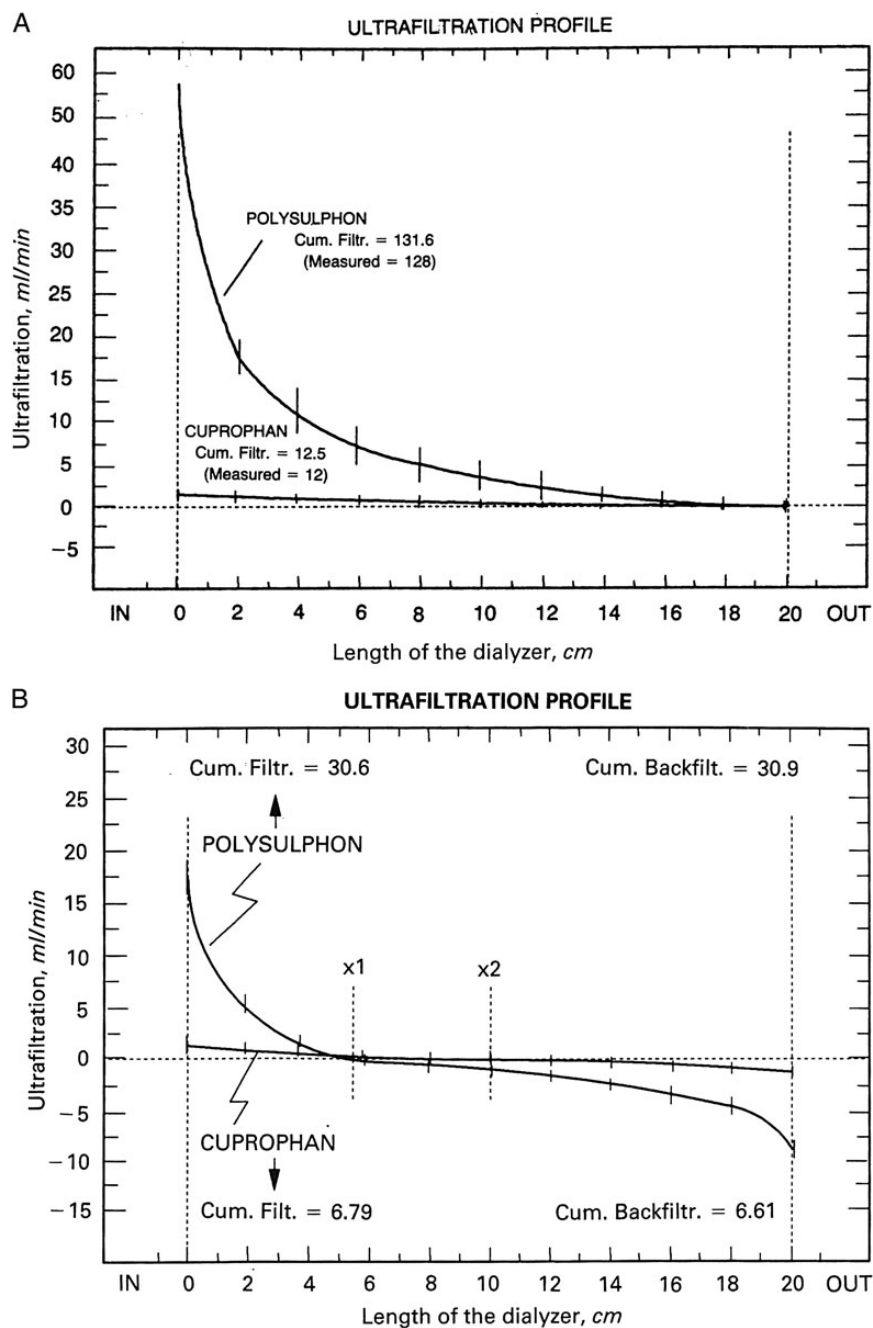 A
ULTRAFILTRATION PROFILE
60
50
40
35
30
25
20
15
10
5
0
−5
Ultrafiltration, ml/min
POLYSULPHON
Cum. Filtr. = 131.6
(Measured = 128)
CUPROPHAN
Cum. Filtr. = 12.5
(Measured = 12)
IN 0 2 4 6 8 10 12 14 16 18 20 OUT
Length of the dialyzer, cm
B
ULTRAFILTRATION PROFILE
30
25
20
15
10
5
0
−5
−10
−15
Ultrafiltration, ml/min
Cum. Filtr. = 30.6 Cum. Backfilt. = 30.9
POLYSULPHON
x1 x2
CUPROPHAN
Cum. Filt. = 6.79 Cum. Backfiltr. = 6.61
IN 0 2 4 6 8 10 12 14 16 18 20 OUT
Length of the dialyzer, cm